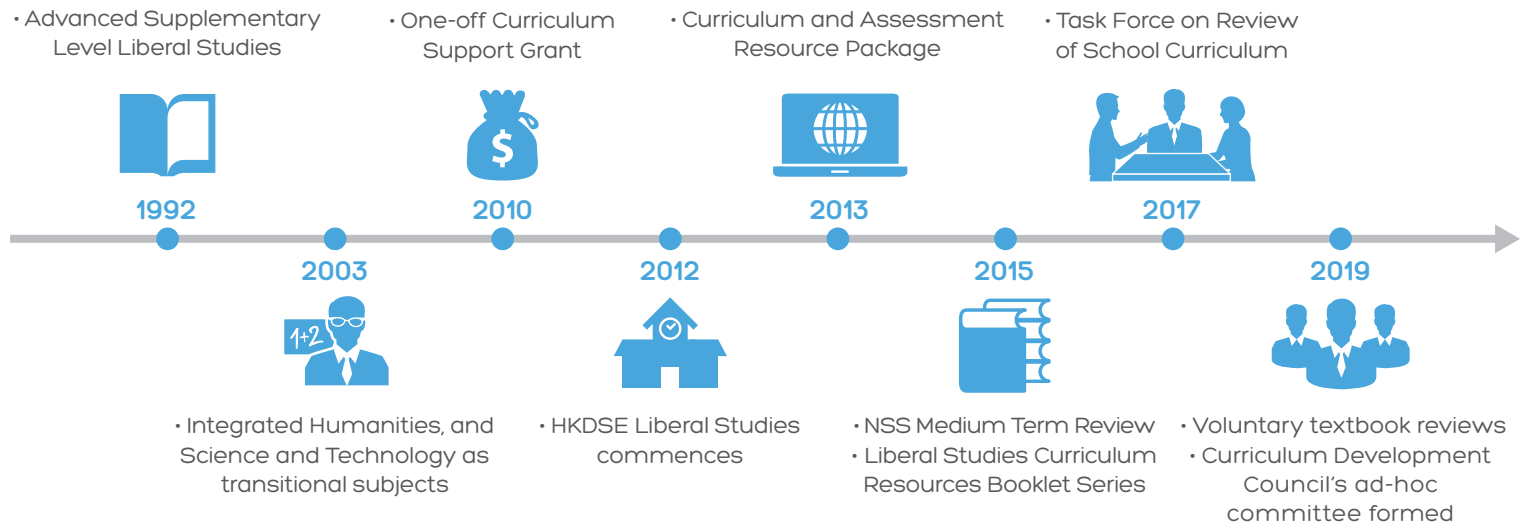 • Advanced Supplementary
Level Liberal Studies
1992
• One-off Curriculum
Support Grant
$
2010
• Curriculum and Assessment
Resource Package
2013
• Task Force on Review
of School Curriculum
2017
2003
1+2
• Integrated Humanities, and
Science and Technology as
transitional subjects
2012
• HKDSE Liberal Studies
commences
2015
• NSS Medium Term Review
• Liberal Studies Curriculum
Resources Booklet Series
2019
• Voluntary textbook reviews
• Curriculum Development
Council's ad-hoc
committee formed